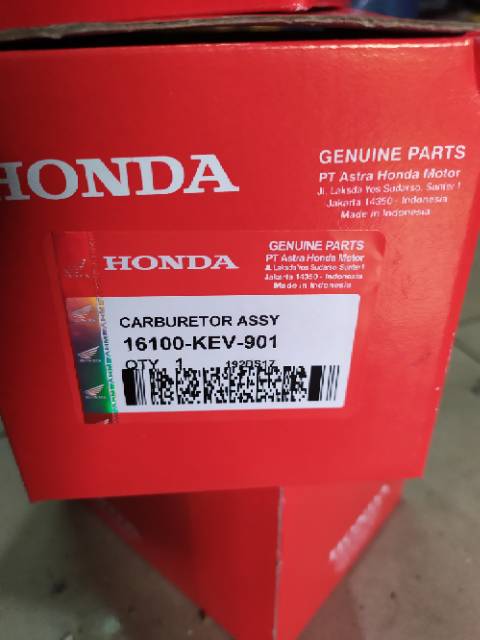 HONDA
GENUINE PARTS
PT Astra Honda Motor
Jl. Laksda Yos Sudarso, Sunter I
Jakarta 14350 - Indonesia
Made in Indonesia
HONDA
GENUINE PARTS
PT Astra Honda Motor
Jl. Laksda Yos Sudarso Sunter I
Jakarta 14350 - Indonesia
Made in Indonesia
CARBURETOR ASSY
16100-KEV-901
QTY 1